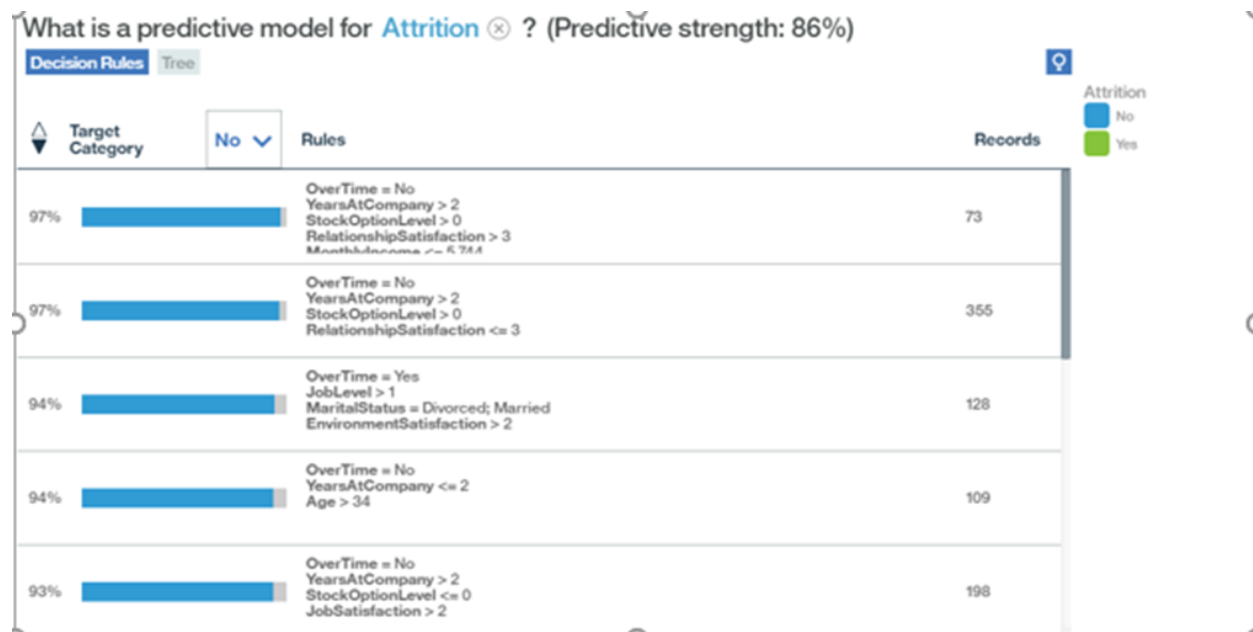 What is a predictive model for Attrition ? (Predictive strength: 86%)
Decision Rules Tree
Attrition
No
Yes
Target Category No Rules Records
97%
OverTime = No
YearsAtCompany > 2
StockOptionLevel > 0
RelationshipSatisfaction > 3
MonthlyIncome <= 5,744
73
97%
OverTime = No
YearsAtCompany > 2
StockOptionLevel > 0
RelationshipSatisfaction <= 3
355
94%
OverTime = Yes
JobLevel > 1
MaritalStatus = Divorced; Married
EnvironmentSatisfaction > 2
128
94%
OverTime = No
YearsAtCompany <= 2
Age > 34
109
93%
OverTime = No
YearsAtCompany > 2
StockOptionLevel <= 0
JobSatisfaction > 2
198